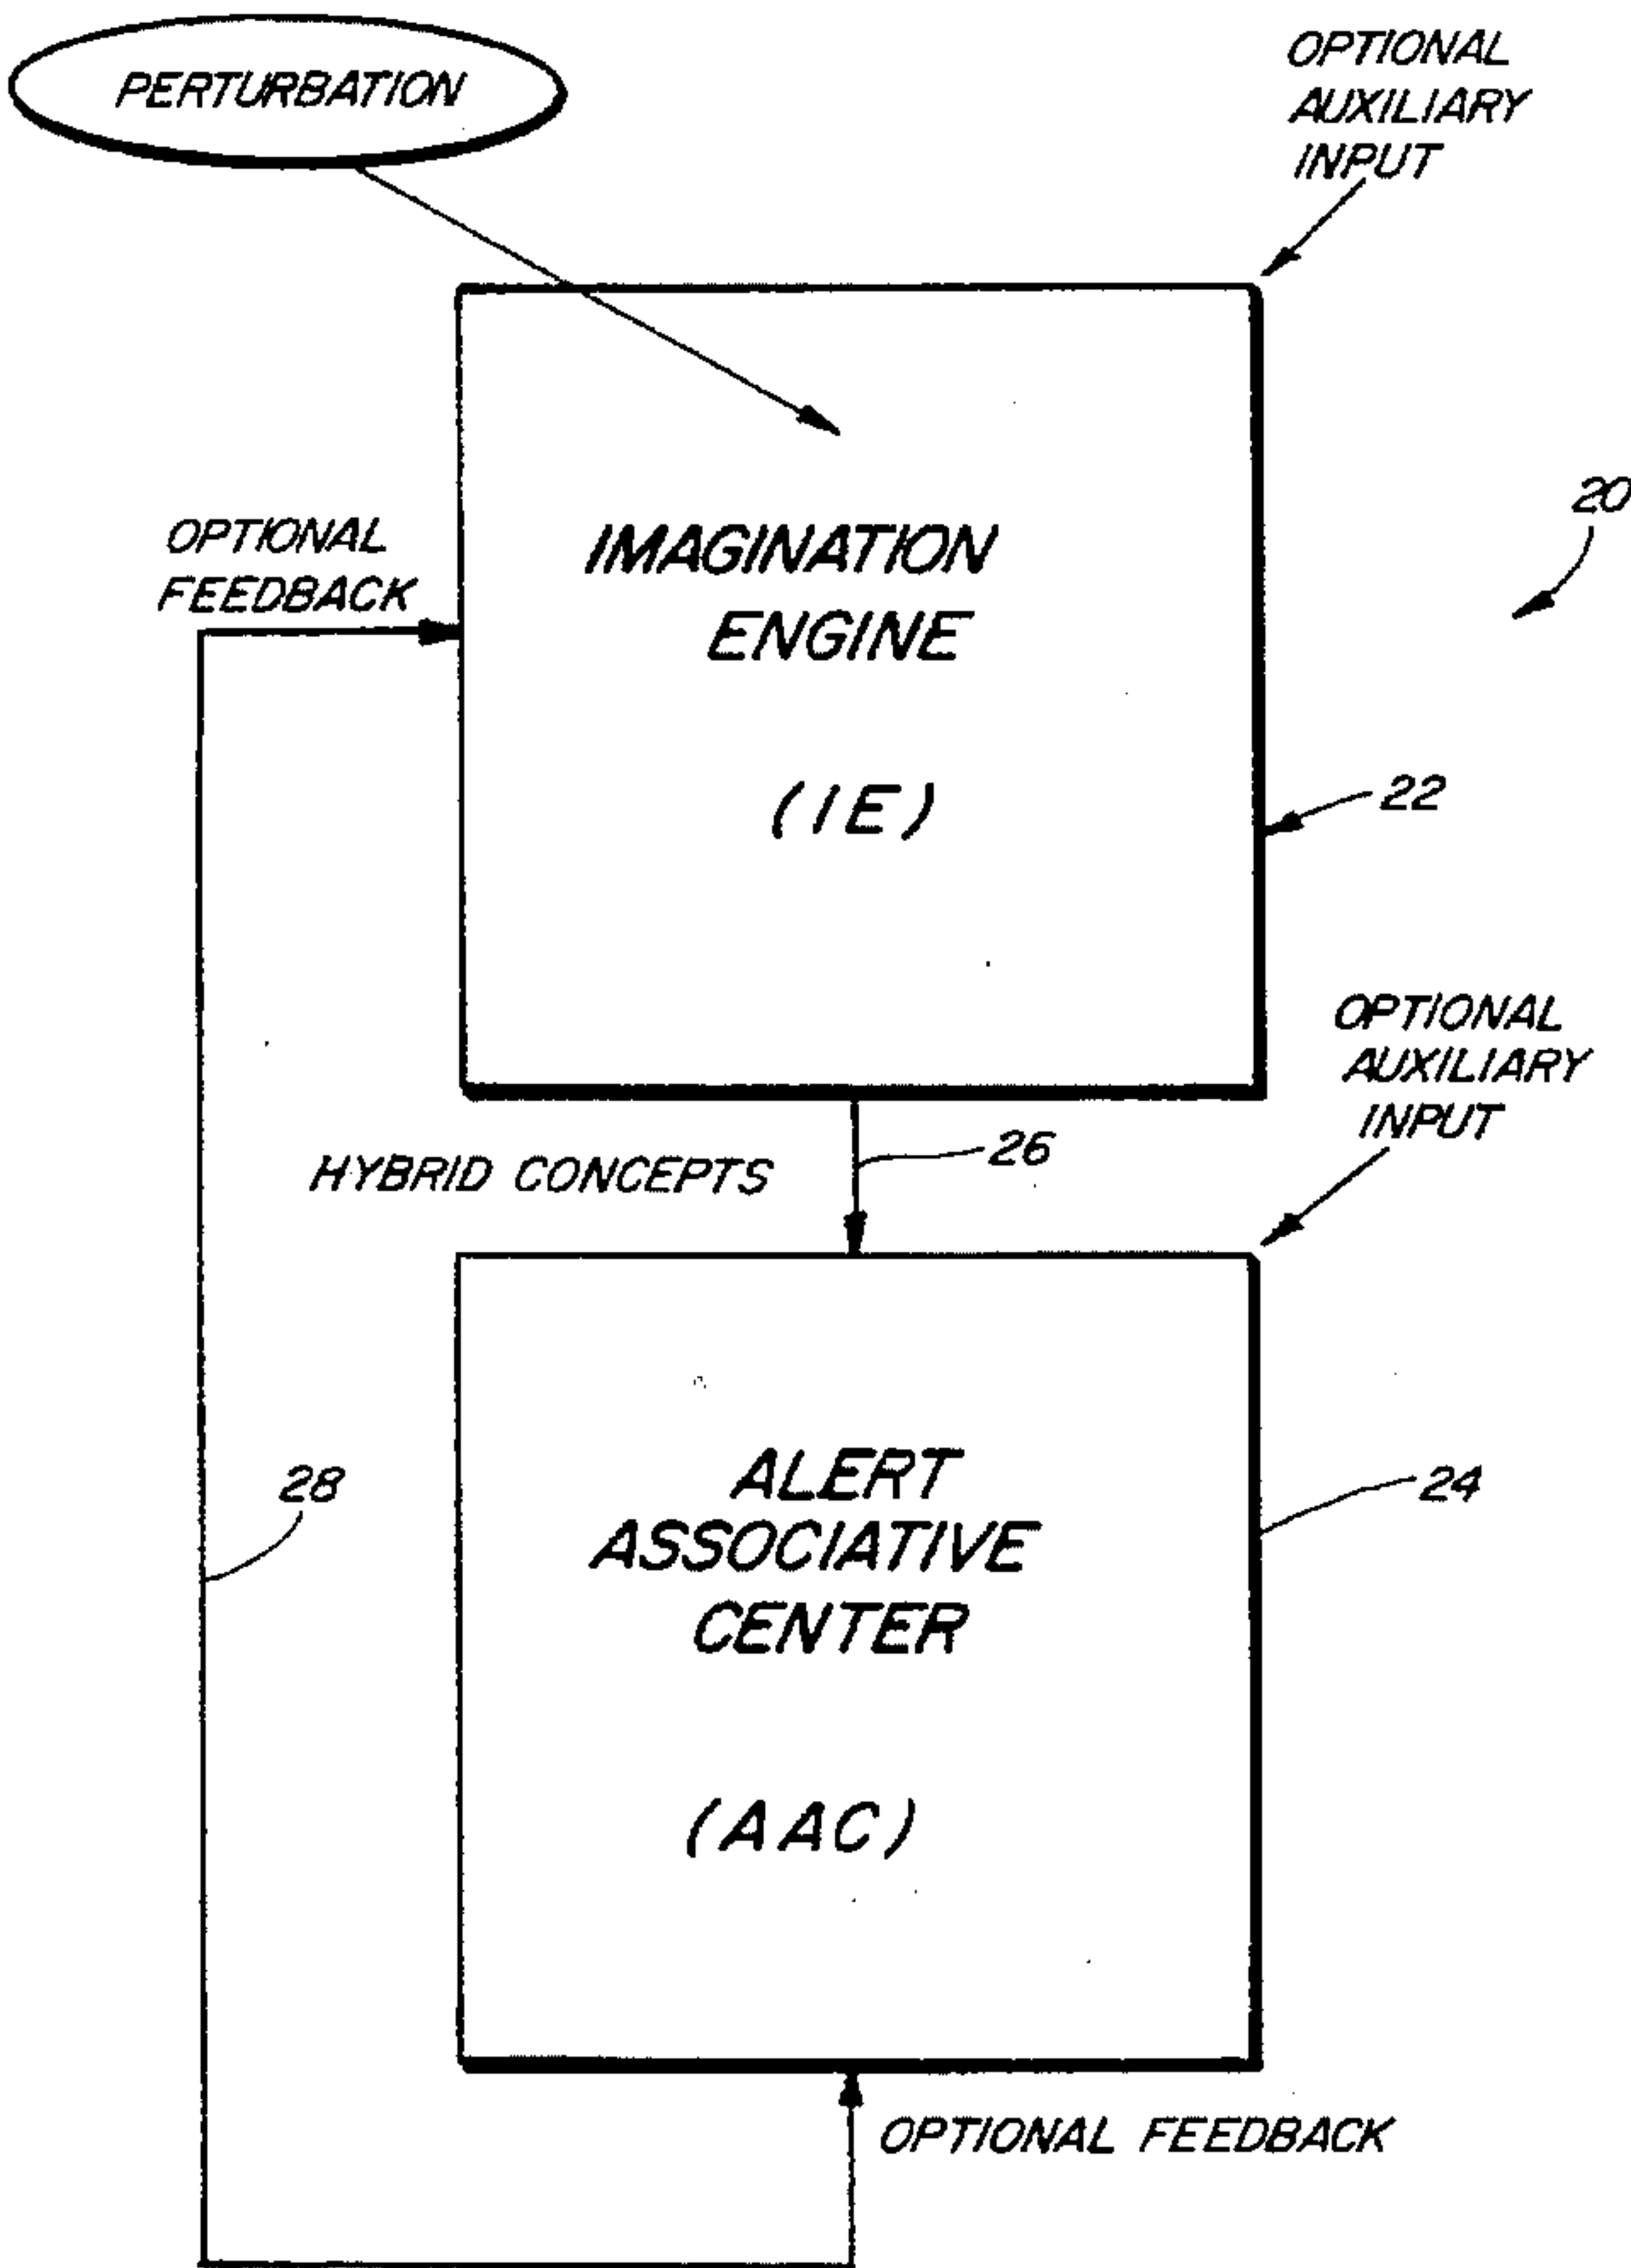 PERTURBATION
OPTIONAL
AUXILIARY
INPUT
20
OPTIONAL
FEEDBACK
IMAGINATION
ENGINE
(IE)
22
OPTIONAL
AUXILIARY
INPUT
26
HYBRID CONCEPTS
ALERT
ASSOCIATIVE
CENTER
(AAC)
28
24
OPTIONAL FEEDBACK